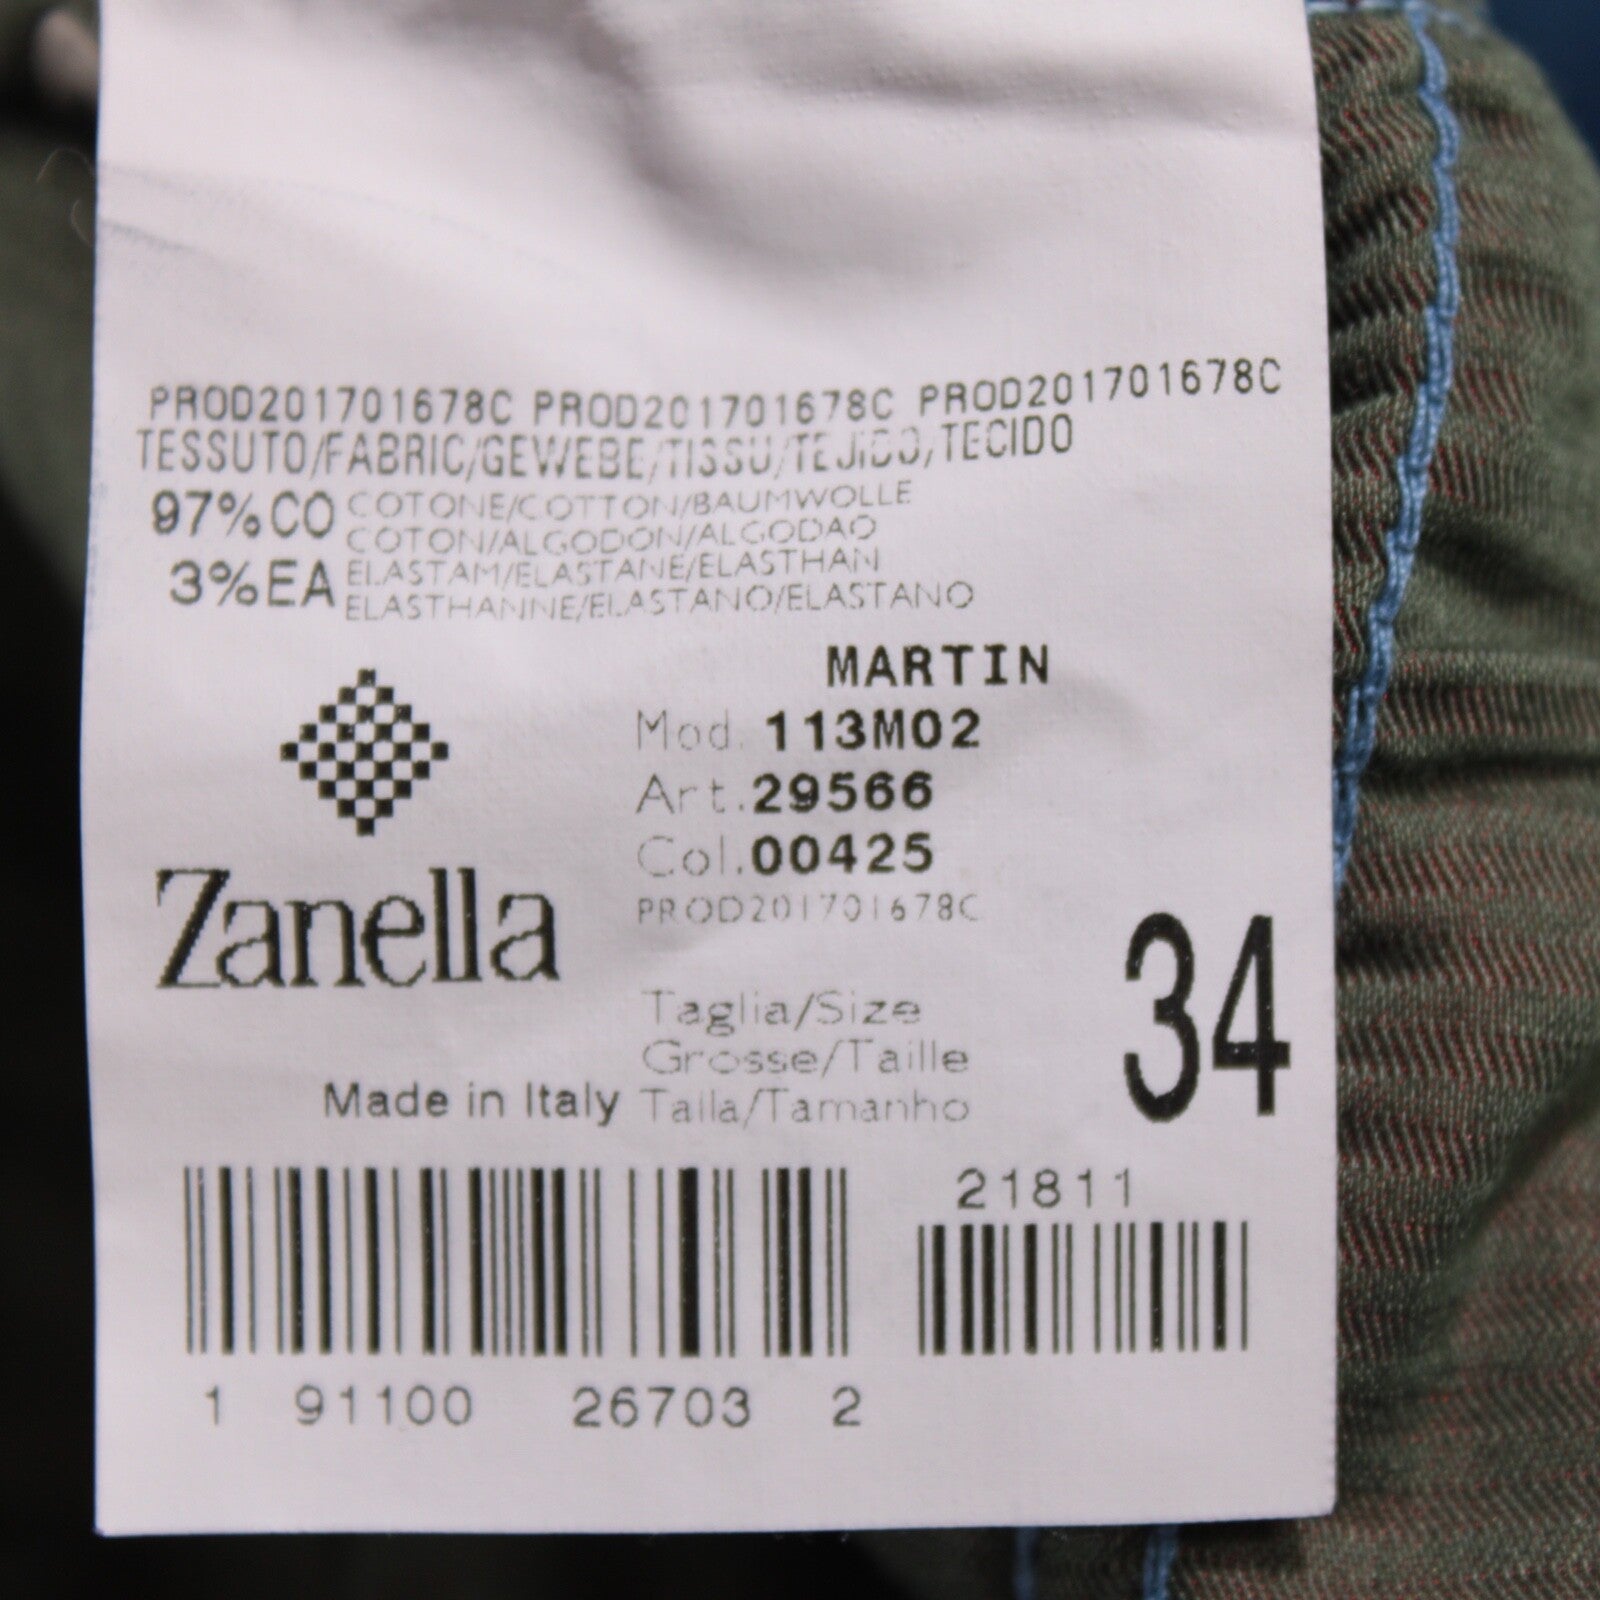 PROD201701678C PROD201701678C PROD201701678C
TESSUTO/FABRIC/GEWEBE/TISSU/TEJIDO/TECIDO
97%CO COTONE/COTTON/BAUMWOLLE
COTON/ALGODON/ALGODAO
3%EA ELASTAM/ELASTANE/ELASTHAN
ELASTHANNE/ELASTANO/ELASTANO
MARTIN
Mod. 113M02
Art.29566
Col.00425
PROD201701678C
Zanella
34
Taglia/Size
Grosse/Taille
Talla/Tamanho
Made in Italy
21811
1 91100 26703 2